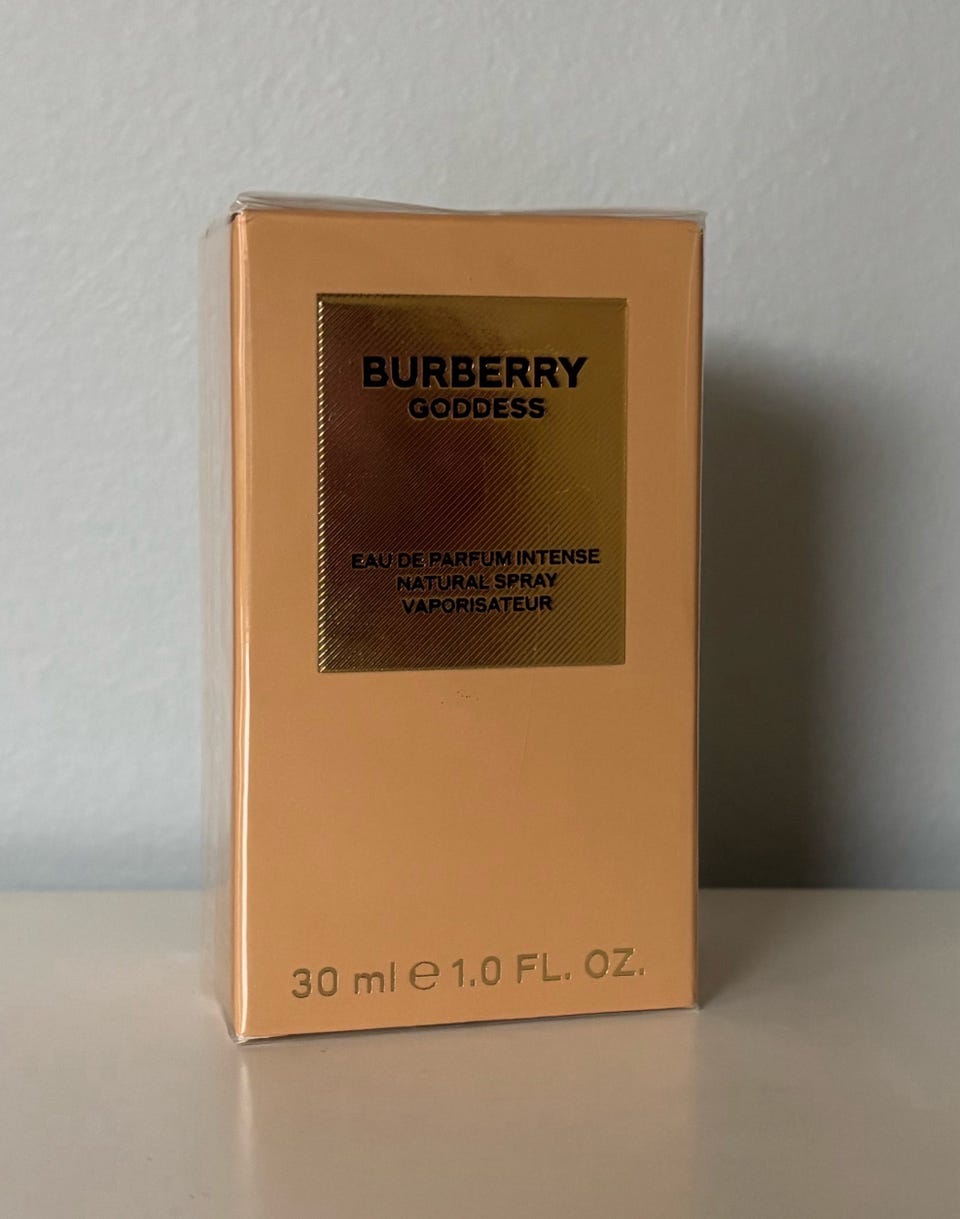 BURBERRY
GODDESS
EAU DE PARFUM INTENSE
NATURAL SPRAY
VAPORISATEUR
30 ml ℮ 1.0 FL. OZ.